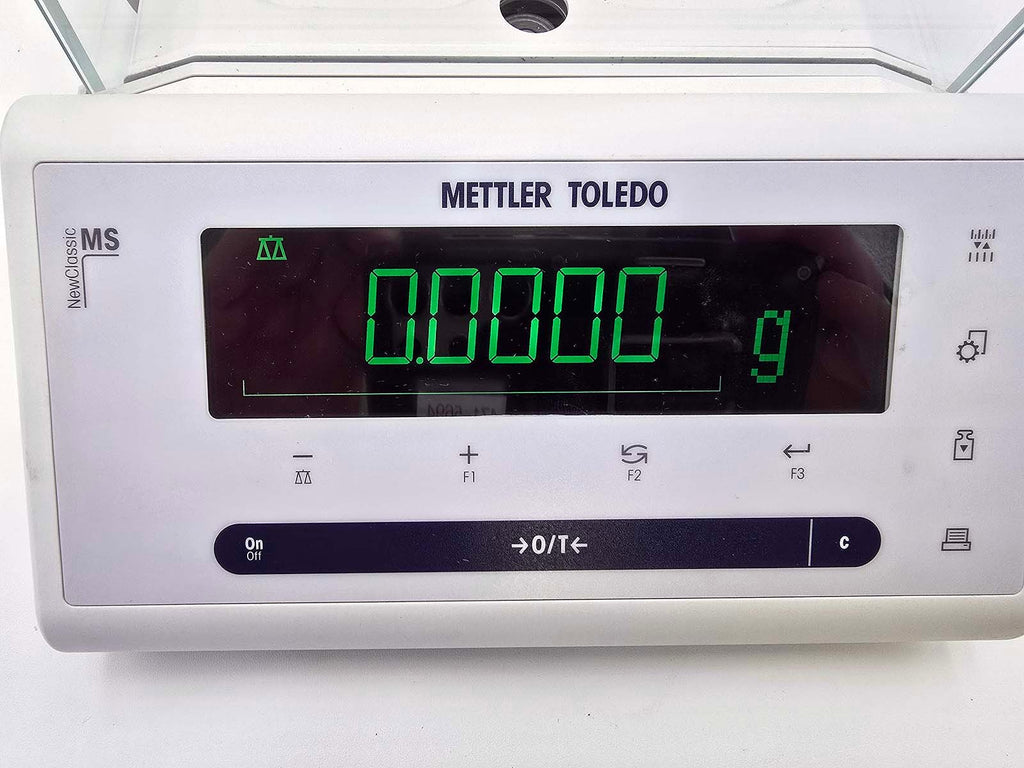 METTLER TOLEDO
NewClassic MS
0.0000 g
F1
F2
F3
On
Off
→0/T←
C